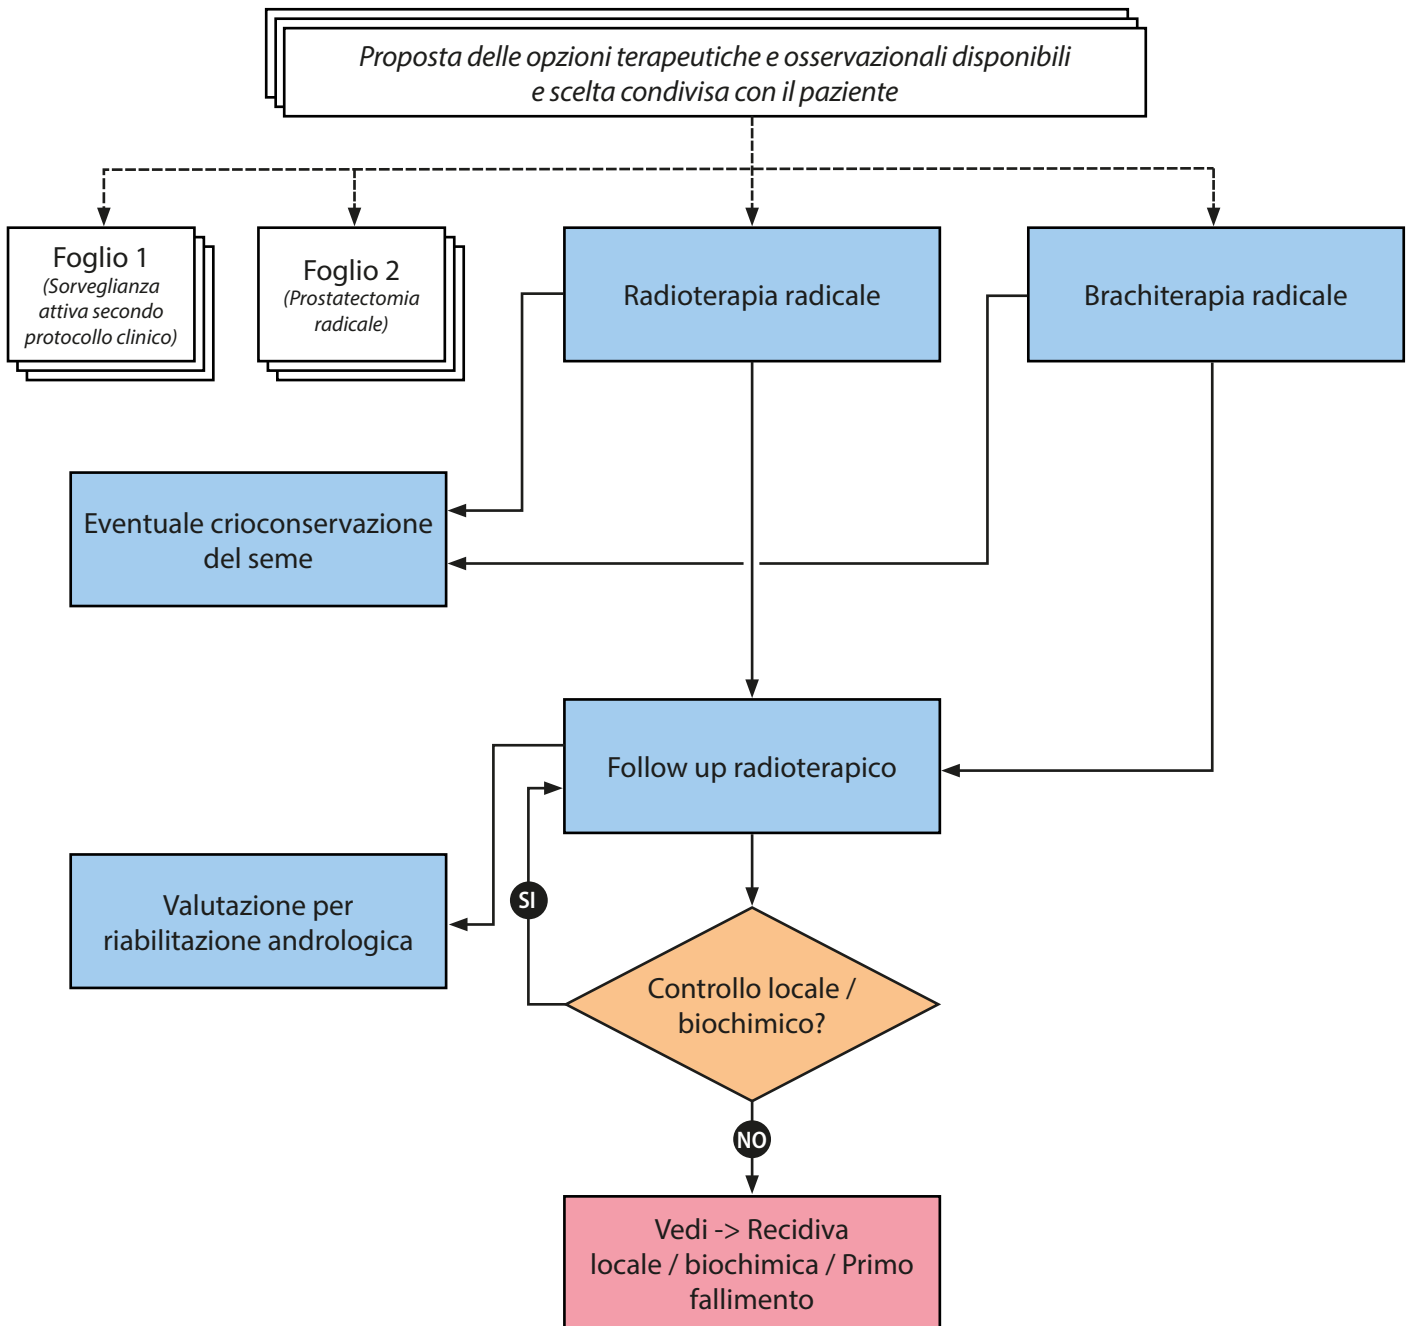 Proposta delle opzioni terapeutiche e osservazionali disponibili
e scelta condivisa con il paziente
Foglio 1
(Sorveglianza
attiva secondo
protocollo clinico)
Foglio 2
(Prostatectomia
radicale)
Radioterapia radicale
Brachiterapia radicale
Eventuale crioconservazione
del seme
Follow up radioterapico
Valutazione per
riabilitazione andrologica
SI
Controllo locale /
biochimico?
NO
Vedi -> Recidiva
locale / biochimica / Primo
fallimento